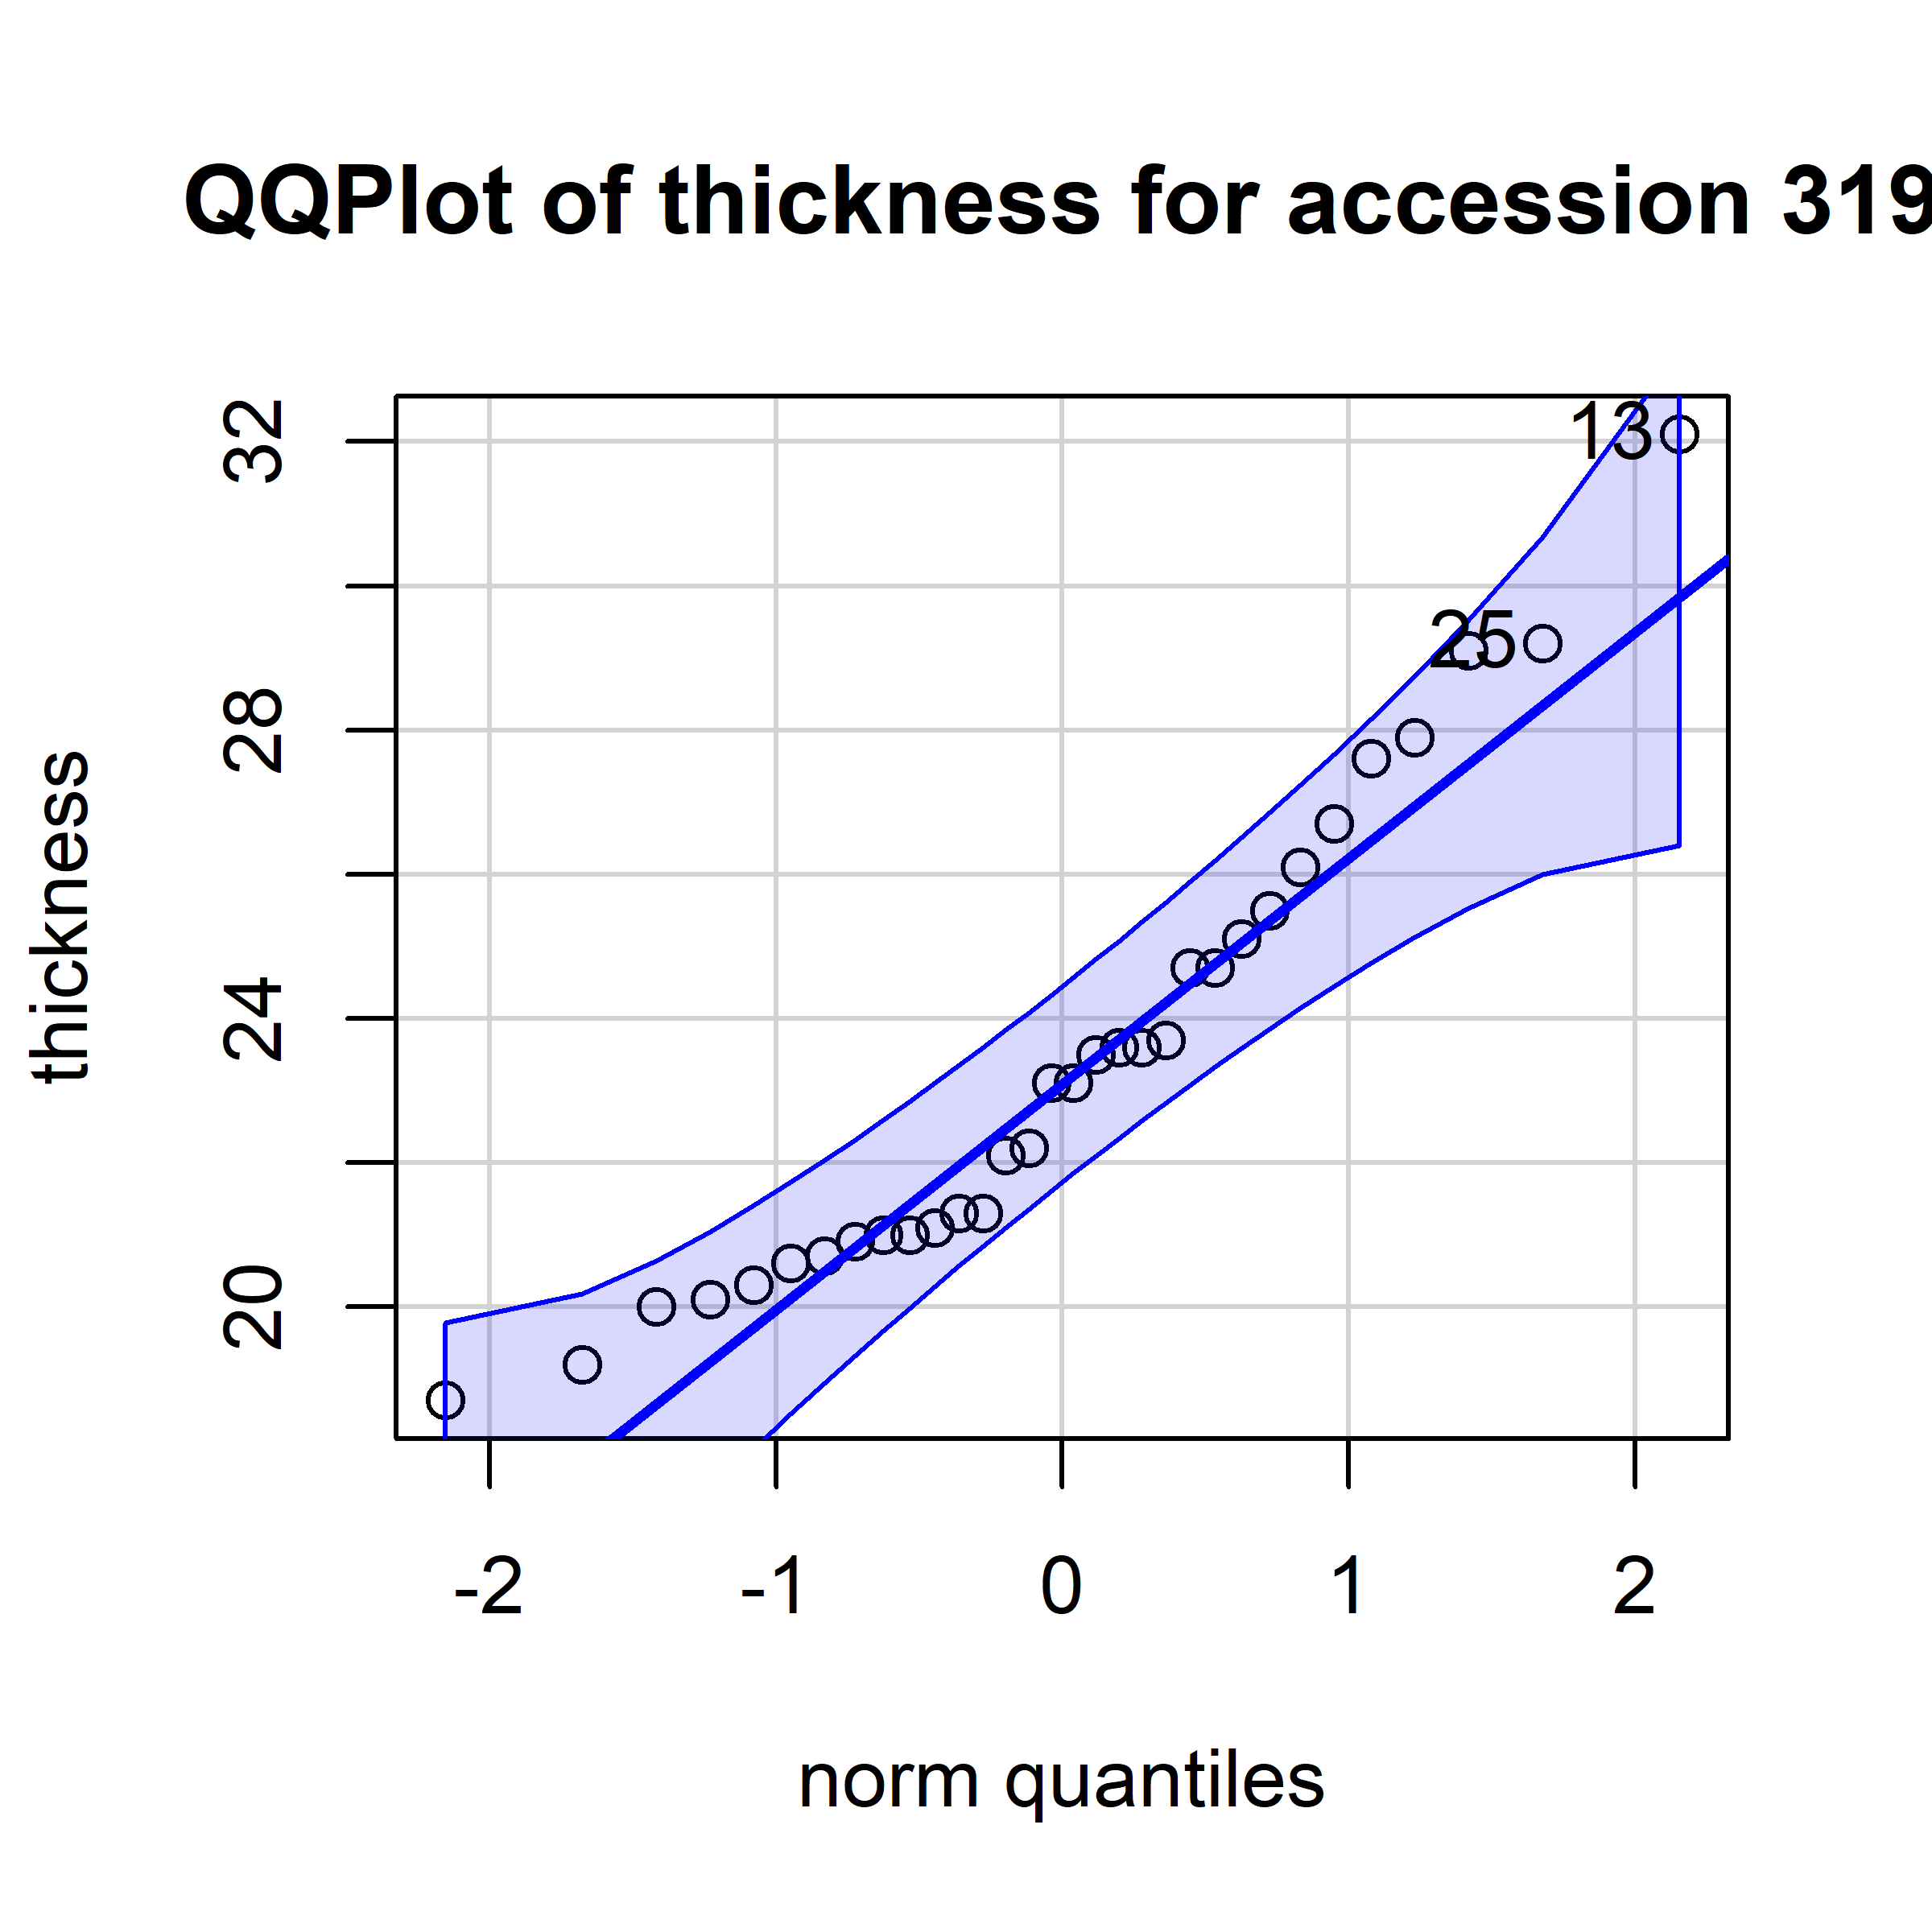 QQPlot of thickness for accession 319
32
13
25
28
24
20
thickness
-2 -1 0 1 2
norm quantiles